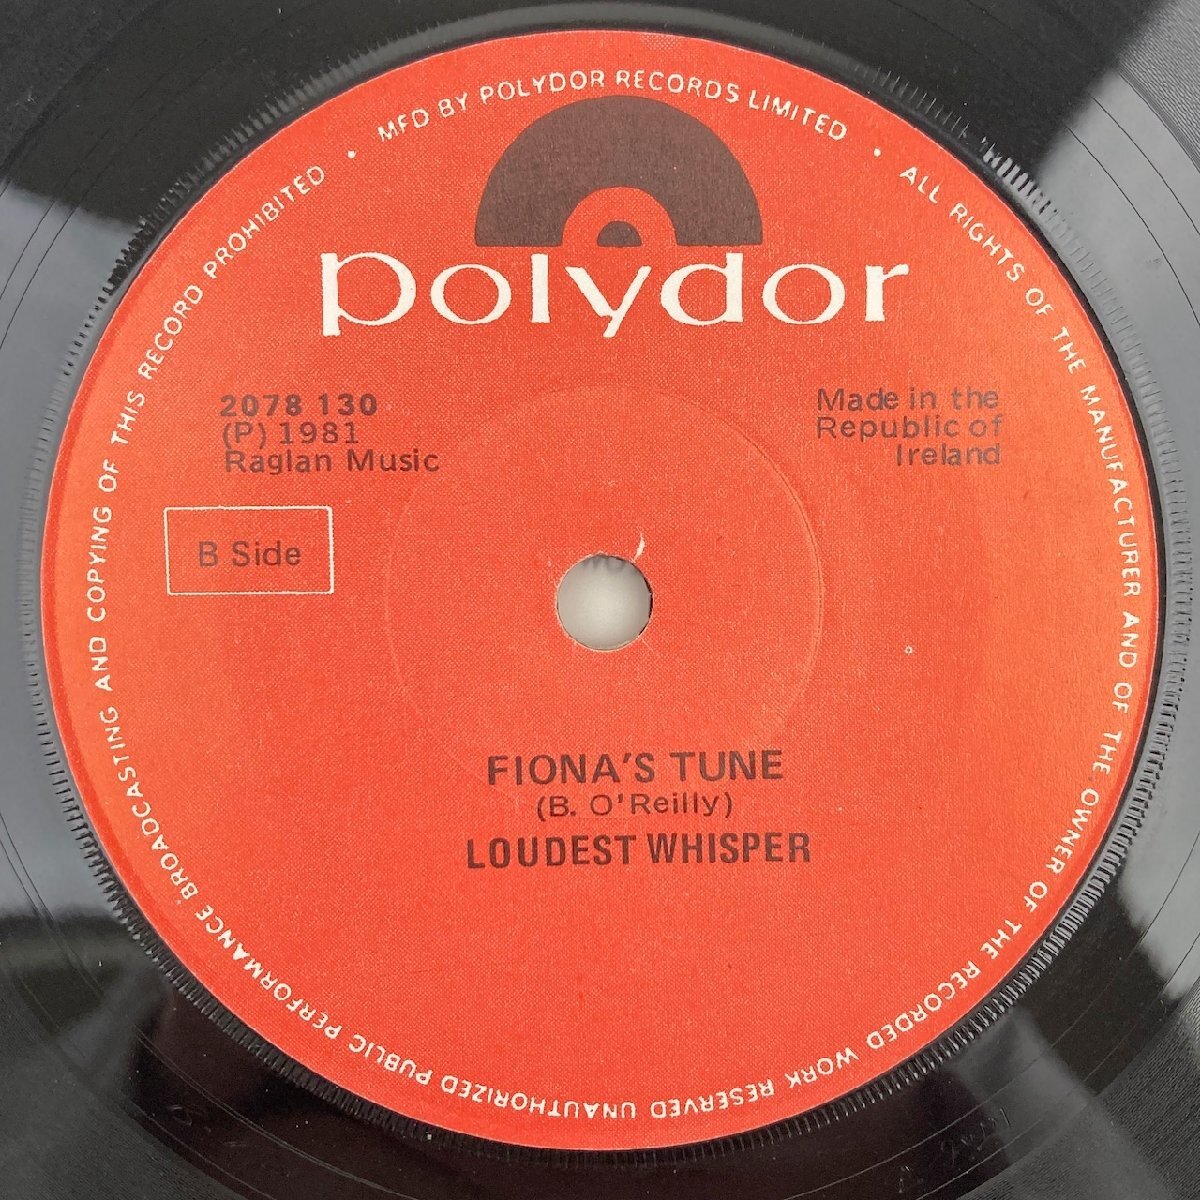 MFD BY POLYDOR RECORDS LIMITED • ALL RIGHTS OF THE MANUFACTURER AND OF THE OWNER OF THE RECORDED WORK RESERVED UNAUTHORIZED PUBLIC PERFORMANCE BROADCASTING AND COPYING OF THIS RECORD PROHIBITED •
polydor
2078 130
(P) 1981
Raglan Music
Made in the
Republic of
Ireland
B Side
FIONA'S TUNE
(B. O'Reilly)
LOUDEST WHISPER